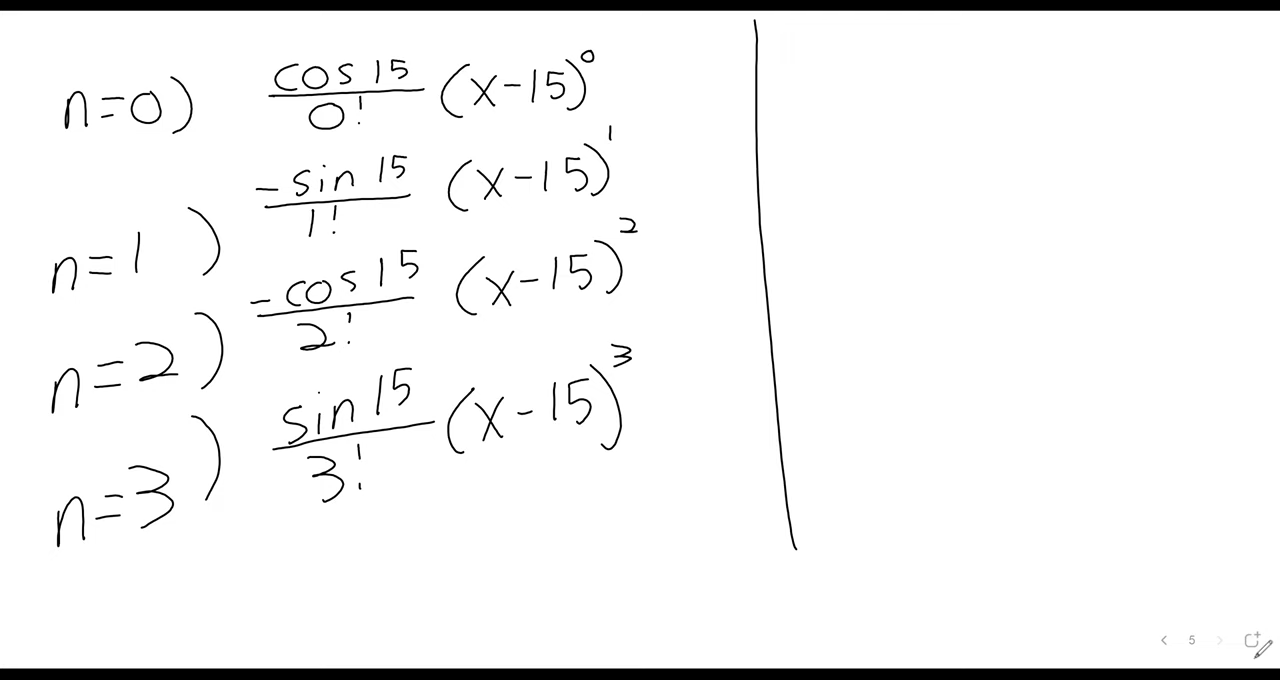 n=0) cos 15/0! (x-15)^0
n=1) -sin 15/1! (x-15)^1
n=2) -cos 15/2! (x-15)^2
n=3) sin 15/3! (x-15)^3
< 5 >